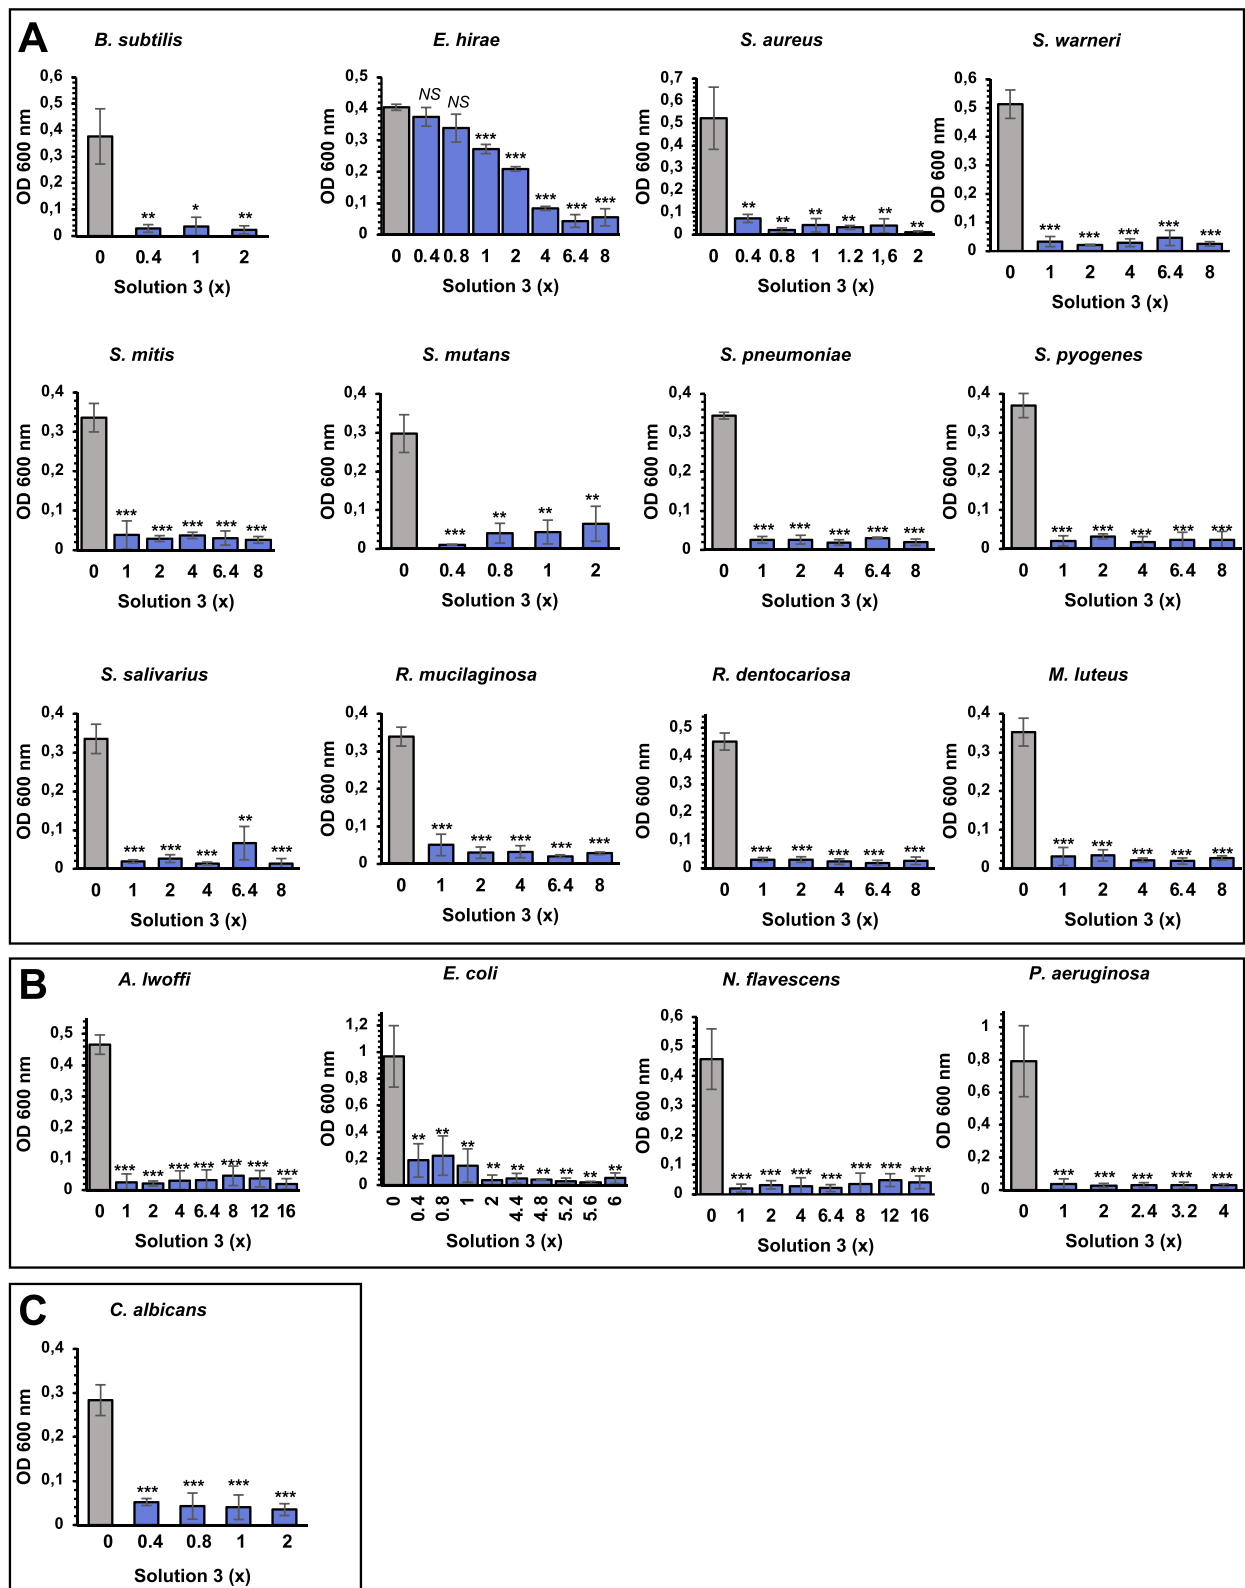 A
B. subtilis
0,6
0,5
0,4
0,3
0,2
0,1
0
OD 600 nm
** * **
0 0.4 1 2
Solution 3 (x)
E. hirae
0,5
0,4
0,3
0,2
0,1
0
OD 600 nm
NS NS *** *** *** *** ***
0 0.4 0.8 1 2 4 6.4 8
Solution 3 (x)
S. aureus
0,7
0,6
0,5
0,4
0,3
0,2
0,1
0
OD 600 nm
** ** ** ** ** **
0 0.4 0.8 1 1.2 1,6 2
Solution 3 (x)
S. warneri
0,6
0,5
0,4
0,3
0,2
0,1
0
OD 600 nm
*** *** *** *** ***
0 1 2 4 6.4 8
Solution 3 (x)
S. mitis
0,4
0,3
0,2
0,1
0
OD 600 nm
*** *** *** *** ***
0 1 2 4 6.4 8
Solution 3 (x)
S. mutans
0,4
0,3
0,2
0,1
0
OD 600 nm
*** ** ** **
0 0.4 0.8 1 2
Solution 3 (x)
S. pneumoniae
0,4
0,3
0,2
0,1
0
OD 600 nm
*** *** *** *** ***
0 1 2 4 6.4 8
Solution 3 (x)
S. pyogenes
0,4
0,3
0,2
0,1
0
OD 600 nm
*** *** *** *** ***
0 1 2 4 6.4 8
Solution 3 (x)
S. salivarius
0,4
0,3
0,2
0,1
0
OD 600 nm
*** *** *** ** ***
0 1 2 4 6.4 8
Solution 3 (x)
R. mucilaginosa
0,4
0,3
0,2
0,1
0
OD 600 nm
*** *** *** *** ***
0 1 2 4 6.4 8
Solution 3 (x)
R. dentocariosa
0,5
0,4
0,3
0,2
0,1
0
OD 600 nm
*** *** *** *** ***
0 1 2 4 6.4 8
Solution 3 (x)
M. luteus
0,4
0,3
0,2
0,1
0
OD 600 nm
*** *** *** *** ***
0 1 2 4 6.4 8
Solution 3 (x)
B
A. lwoffi
0,5
0,4
0,3
0,2
0,1
0
OD 600 nm
*** *** *** *** *** *** ***
0 1 2 4 6.4 8 12 16
Solution 3 (x)
E. coli
1,2
1
0,8
0,6
0,4
0,2
0
OD 600 nm
** ** ** ** ** ** ** ** **
0 0.4 0.8 1 2 4.4 4.8 5.2 5.6 6
Solution 3 (x)
N. flavescens
0,6
0,5
0,4
0,3
0,2
0,1
0
OD 600 nm
*** *** *** *** *** *** ***
0 1 2 4 6.4 8 12 16
Solution 3 (x)
P. aeruginosa
1
0,8
0,6
0,4
0,2
0
OD 600 nm
*** *** *** *** ***
0 1 2 2.4 3.2 4
Solution 3 (x)
C
C. albicans
0,4
0,3
0,2
0,1
0
OD 600 nm
*** *** *** ***
0 0.4 0.8 1 2
Solution 3 (x)